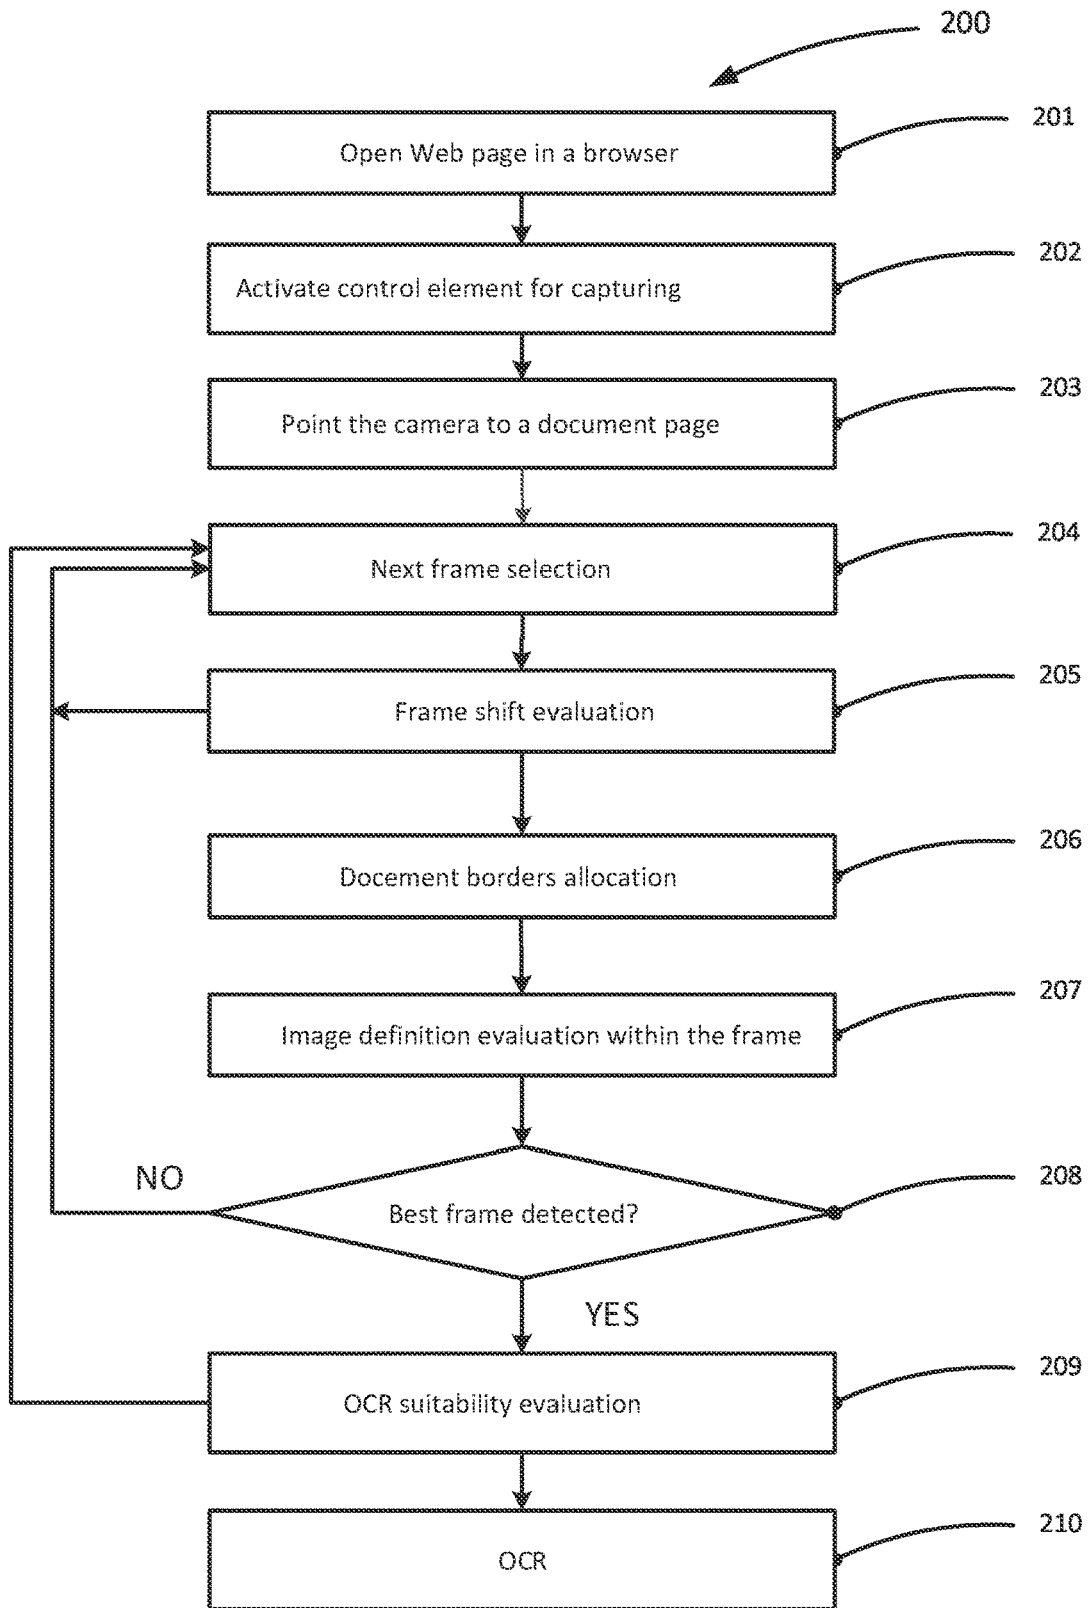 200
Open Web page in a browser
201
Activate control element for capturing
202
Point the camera to a document page
203
Next frame selection
204
Frame shift evaluation
205
Docement borders allocation
206
Image definition evaluation within the frame
207
NO
Best frame detected?
208
YES
OCR suitability evaluation
209
OCR
210